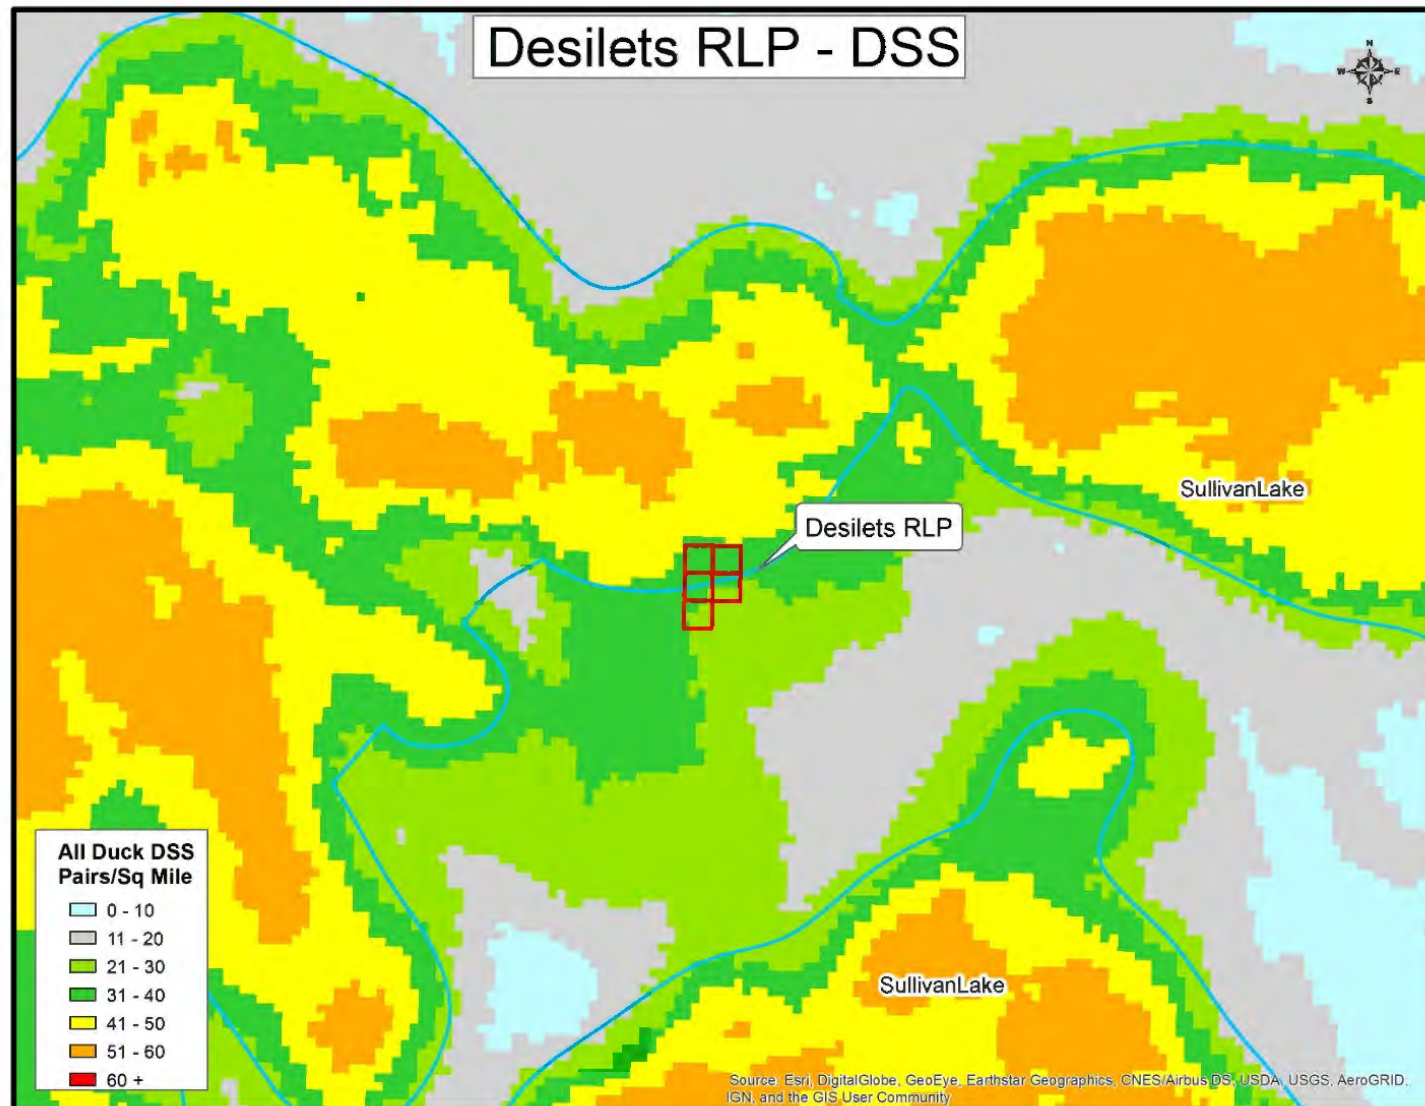 Desilets RLP - DSS
N
W E
S
SullivanLake
Desilets RLP
All Duck DSS
Pairs/Sq Mile
0 - 10
11 - 20
21 - 30
31 - 40
41 - 50
51 - 60
60 +
SullivanLake
Source: Esri, DigitalGlobe, GeoEye, Earthstar Geographics, CNES/Airbus DS, USDA, USGS, AeroGRID,
IGN, and the GIS User Community